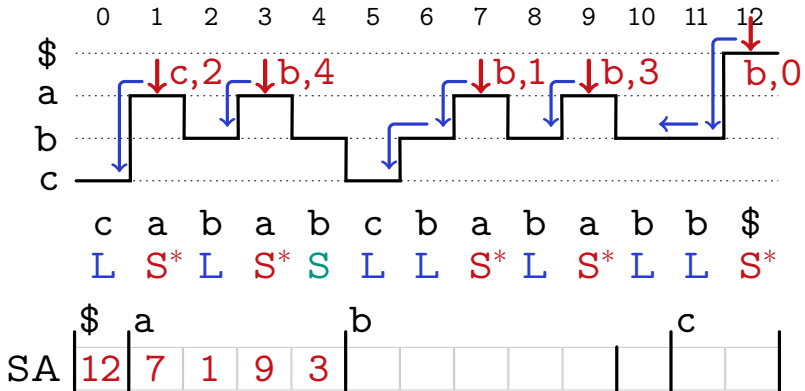 0 1 2 3 4 5 6 7 8 9 10 11 12
$
c,2 b,4 b,1 b,3 b,0
a
b
c
c a b a b c b a b a b b $
L S* L S* S L L S* L S* L L S*
$ a b c
SA 12 7 1 9 3